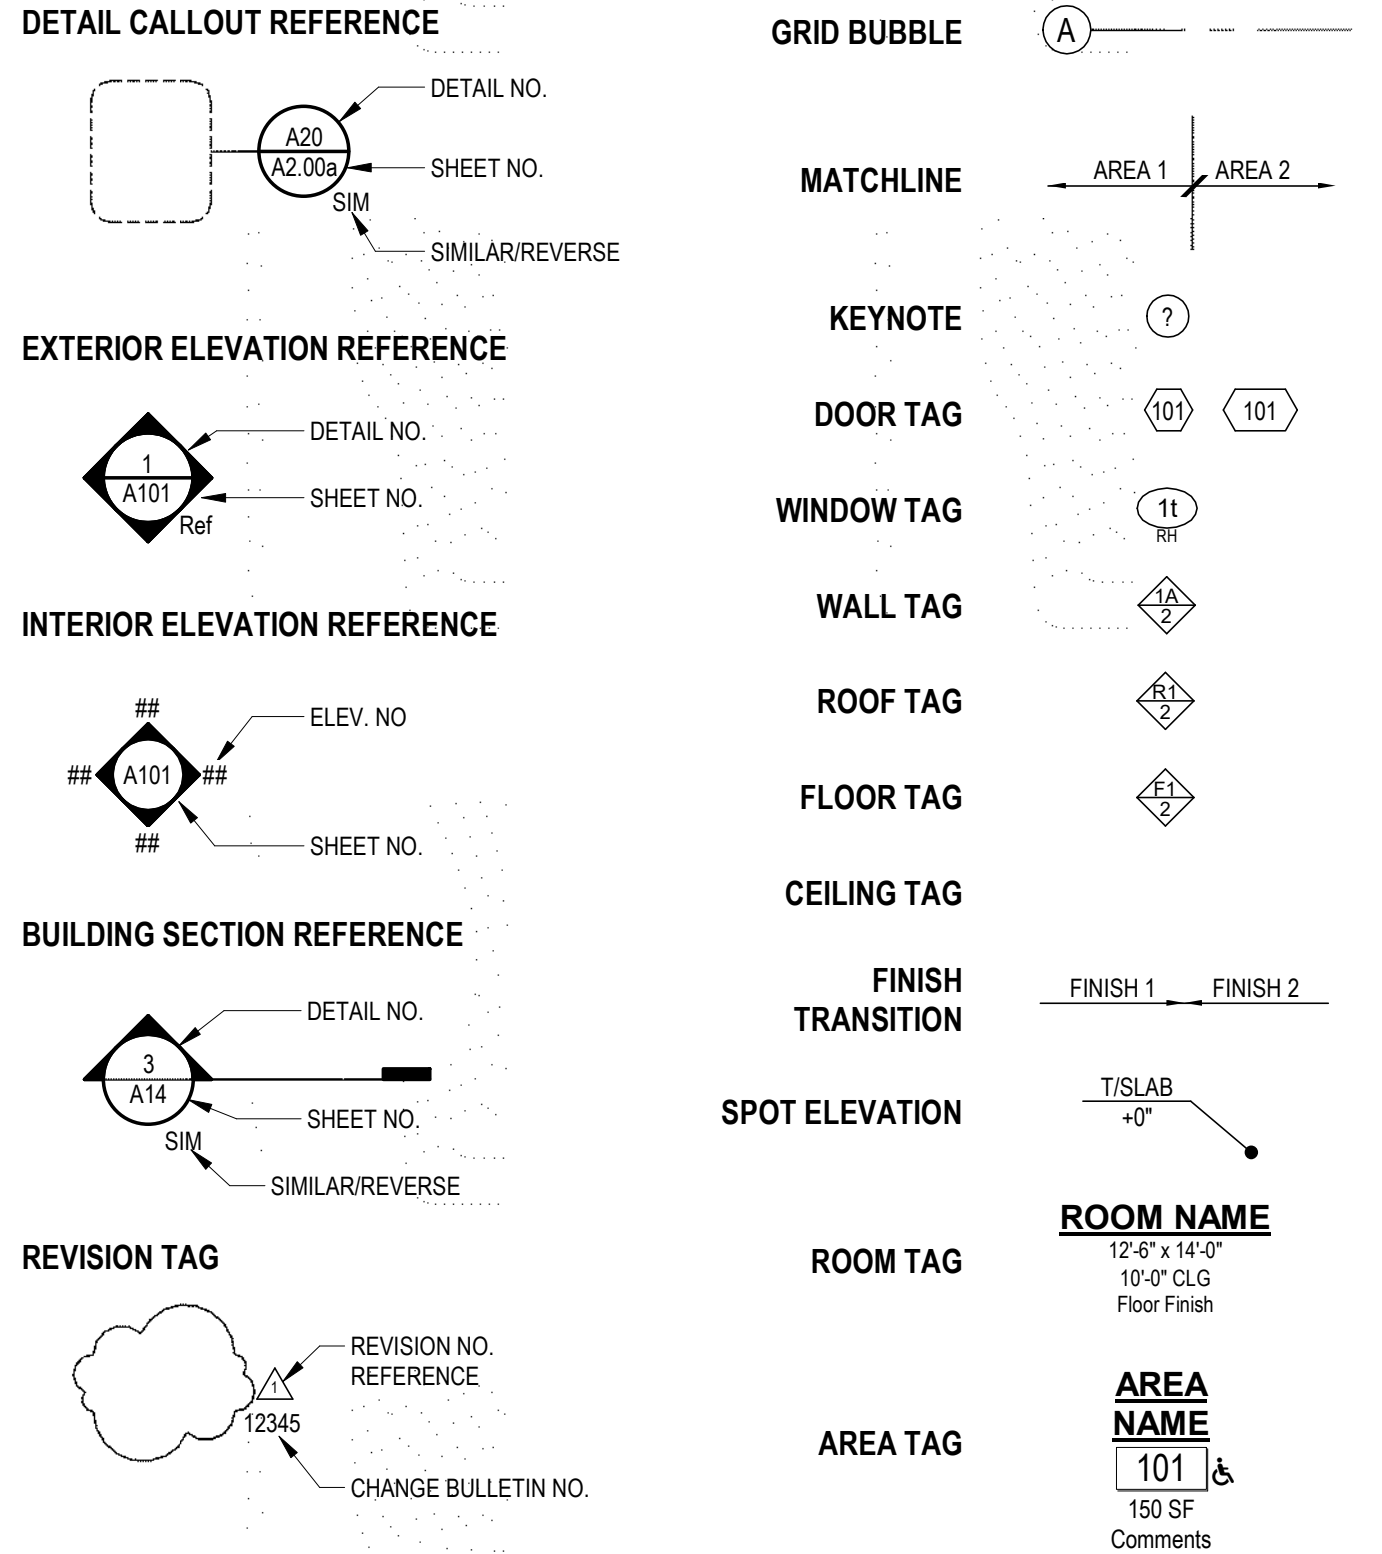 DETAIL CALLOUT REFERENCE
DETAIL NO.
A20
A2.00a
SHEET NO.
SIM
SIMILAR/REVERSE
EXTERIOR ELEVATION REFERENCE
DETAIL NO.
1
A101
SHEET NO.
Ref
INTERIOR ELEVATION REFERENCE
##
ELEV. NO
## A101 ##
##
SHEET NO.
BUILDING SECTION REFERENCE
DETAIL NO.
3
A14
SHEET NO.
SIM
SIMILAR/REVERSE
REVISION TAG
REVISION NO.
REFERENCE
1
12345
CHANGE BULLETIN NO.
GRID BUBBLE
A
MATCHLINE
AREA 1 AREA 2
KEYNOTE
?
DOOR TAG
101 101
WINDOW TAG
1t
RH
WALL TAG
1A
2
ROOF TAG
R1
2
FLOOR TAG
F1
2
CEILING TAG
FINISH
TRANSITION
FINISH 1 FINISH 2
SPOT ELEVATION
T/SLAB
+0"
ROOM TAG
ROOM NAME
12'-6" x 14'-0"
10'-0" CLG
Floor Finish
AREA TAG
AREA
NAME
101
150 SF
Comments